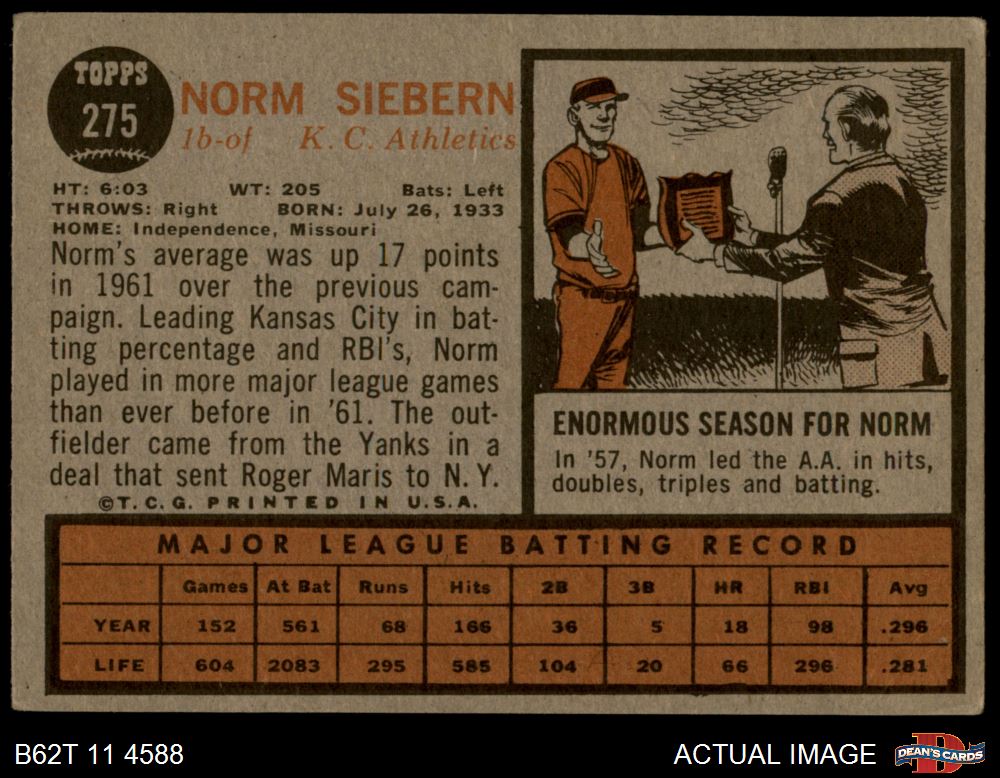 TOPPS
275
NORM SIEBERN
1b-of K. C. Athletics
HT: 6:03 WT: 205 Bats: Left
THROWS: Right BORN: July 26, 1933
HOME: Independence, Missouri
Norm's average was up 17 points
in 1961 over the previous cam-
paign. Leading Kansas City in bat-
ting percentage and RBI's, Norm
played in more major league games
than ever before in '61. The out-
fielder came from the Yanks in a
deal that sent Roger Maris to N. Y.
©T. C. G. PRINTED IN U. S. A.
ENORMOUS SEASON FOR NORM
In '57, Norm led the A.A. in hits,
doubles, triples and batting.
MAJOR LEAGUE BATTING RECORD
Games At Bat Runs Hits 2B 3B HR RBI Avg
YEAR 152 561 68 166 36 5 18 98 .296
LIFE 604 2083 295 585 104 20 66 296 .281
B62T 11 4588
ACTUAL IMAGE
D
DEAN'S CARDS